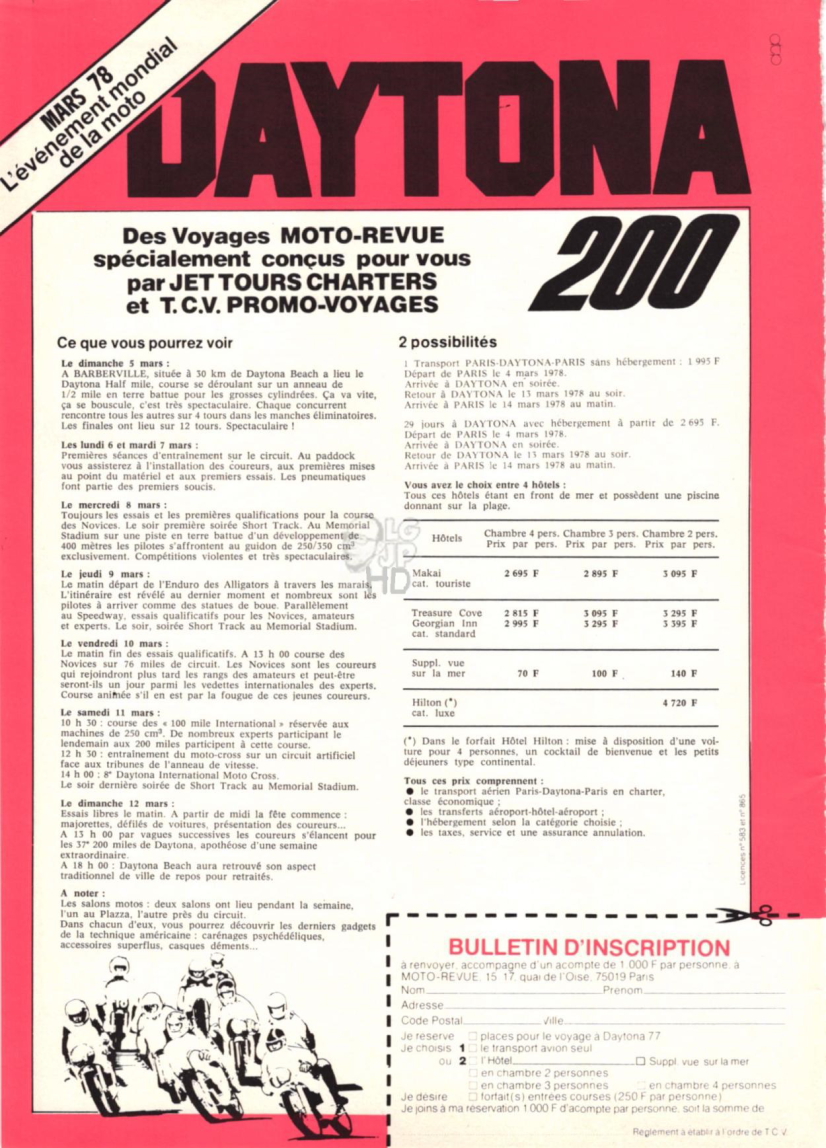 MARS 78
L'événement mondial
de la moto
DAYTONA
200
Des Voyages MOTO-REVUE
spécialement conçus pour vous
par JET TOURS CHARTERS
et T.C.V. PROMO-VOYAGES
Ce que vous pourrez voir
Le dimanche 5 mars :
A BARBERVILLE, située à 30 km de Daytona Beach a lieu le
Daytona Half mile, course se déroulant sur un anneau de
1/2 mile en terre battue pour les grosses cylindrées. Ça va vite,
ça se bouscule, c'est très spectaculaire. Chaque concurrent
rencontre tous les autres sur 4 tours dans les manches éliminatoires.
Les finales ont lieu sur 12 tours. Spectaculaire !
Les lundi 6 et mardi 7 mars :
Premières séances d'entraînement sur le circuit. Au paddock
vous assisterez à l'installation des coureurs, aux premières mises
au point du matériel et aux premiers essais. Les pneumatiques
font partie des premiers soucis.
Le mercredi 8 mars :
Toujours les essais et les premières qualifications pour la course
des Novices. Le soir première soirée Short Track. Au Memorial
Stadium sur une piste en terre battue d'un développement de
400 mètres les pilotes s'affrontent au guidon de 250/350 cm³
exclusivement. Compétitions violentes et très spectaculaires.
Le jeudi 9 mars :
Le matin départ de l'Enduro des Alligators à travers les marais.
L'itinéraire est révélé au dernier moment et nombreux sont les
pilotes à arriver comme des statues de boue. Parallèlement
au Speedway, essais qualificatifs pour les Novices, amateurs
et experts. Le soir, soirée Short Track au Memorial Stadium.
Le vendredi 10 mars :
Le matin fin des essais qualificatifs. A 13 h 00 course des
Novices sur 76 miles de circuit. Les Novices sont les coureurs
qui rejoindront plus tard les rangs des amateurs et peut-être
seront-ils un jour parmi les vedettes internationales des experts.
Course animée s'il en est par la fougue de ces jeunes coureurs.
Le samedi 11 mars :
10 h 30 : course des « 100 mile International » réservée aux
machines de 250 cm³. De nombreux experts participant le
lendemain aux 200 miles participent à cette course.
12 h 30 : entraînement du moto-cross sur un circuit artificiel
face aux tribunes de l'anneau de vitesse.
14 h 00 : 8ᵉ Daytona International Moto Cross.
Le soir dernière soirée de Short Track au Memorial Stadium.
Le dimanche 12 mars :
Essais libres le matin. A partir de midi la fête commence :
majorettes, défilés de voitures, présentation des coureurs...
A 13 h 00 par vagues successives les coureurs s'élancent pour
les 37ᵉ 200 miles de Daytona, apothéose d'une semaine
extraordinaire.
A 18 h 00 : Daytona Beach aura retrouvé son aspect
traditionnel de ville de repos pour retraités.
A noter :
Les salons motos : deux salons ont lieu pendant la semaine,
l'un au Plazza, l'autre près du circuit.
Dans chacun d'eux, vous pourrez découvrir les derniers gadgets
de la technique américaine : carénages psychédéliques,
accessoires superflus, casques déments...
2 possibilités
1 Transport PARIS-DAYTONA-PARIS sans hébergement : 1 995 F
Départ de PARIS le 4 mars 1978.
Arrivée à DAYTONA en soirée.
Retour à DAYTONA le 13 mars 1978 au soir.
Arrivée à PARIS le 14 mars 1978 au matin.
29 jours à DAYTONA avec hébergement à partir de 2 695 F.
Départ de PARIS le 4 mars 1978.
Arrivée à DAYTONA en soirée.
Retour de DAYTONA le 13 mars 1978 au soir.
Arrivée à PARIS le 14 mars 1978 au matin.
Vous avez le choix entre 4 hôtels :
Tous ces hôtels étant en front de mer et possèdent une piscine
donnant sur la plage.
Hôtels Chambre 4 pers. Chambre 3 pers. Chambre 2 pers.
Prix par pers. Prix par pers. Prix par pers.
Makai 2 695 F 2 895 F 3 095 F
cat. touriste
Treasure Cove 2 815 F 3 095 F 3 295 F
Georgian Inn 2 995 F 3 295 F 3 395 F
cat. standard
Suppl. vue
sur la mer 70 F 100 F 140 F
Hilton (*) 4 720 F
cat. luxe
(*) Dans le forfait Hôtel Hilton : mise à disposition d'une voi-
ture pour 4 personnes, un cocktail de bienvenue et les petits
déjeuners type continental.
Tous ces prix comprennent :
● le transport aérien Paris-Daytona-Paris en charter,
classe économique ;
● les transferts aéroport-hôtel-aéroport ;
● l'hébergement selon la catégorie choisie ;
● les taxes, service et une assurance annulation.
Licences n° 583 et n° 865
BULLETIN D'INSCRIPTION
à renvoyer, accompagné d'un acompte de 1 000 F par personne, à
MOTO-REVUE, 15-17, quai de l'Oise, 75019 Paris
Nom Prénom
Adresse
Code Postal Ville
Je réserve □ places pour le voyage à Daytona 77
Je choisis 1 □ le transport avion seul
ou 2 □ l'Hôtel □ Suppl. vue sur la mer
□ en chambre 2 personnes
□ en chambre 3 personnes □ en chambre 4 personnes
Je désire □ forfait(s) entrées courses (250 F par personne)
Je joins à ma réservation 1 000 F d'acompte par personne, soit la somme de
Règlement à établir à l'ordre de T.C.V.
LG
JP
HD